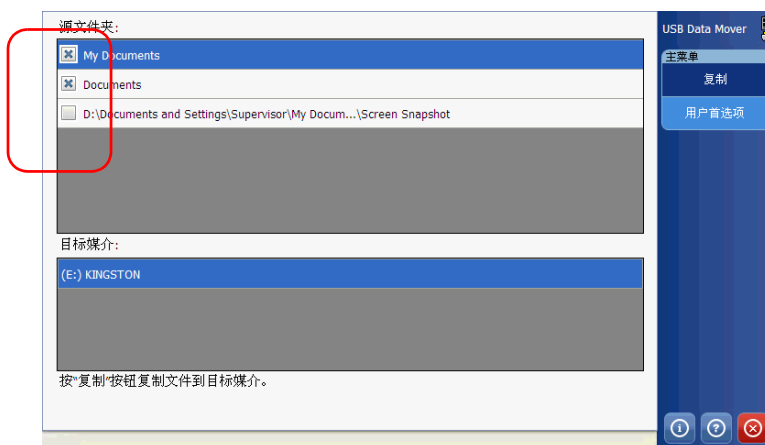 源文件夹:
My Documents
Documents
D:\Documents and Settings\Supervisor\My Docum...\Screen Snapshot
目标媒介:
(E:) KINGSTON
按"复制"按钮复制文件到目标媒介。
USB Data Mover
主菜单
复制
用户首选项